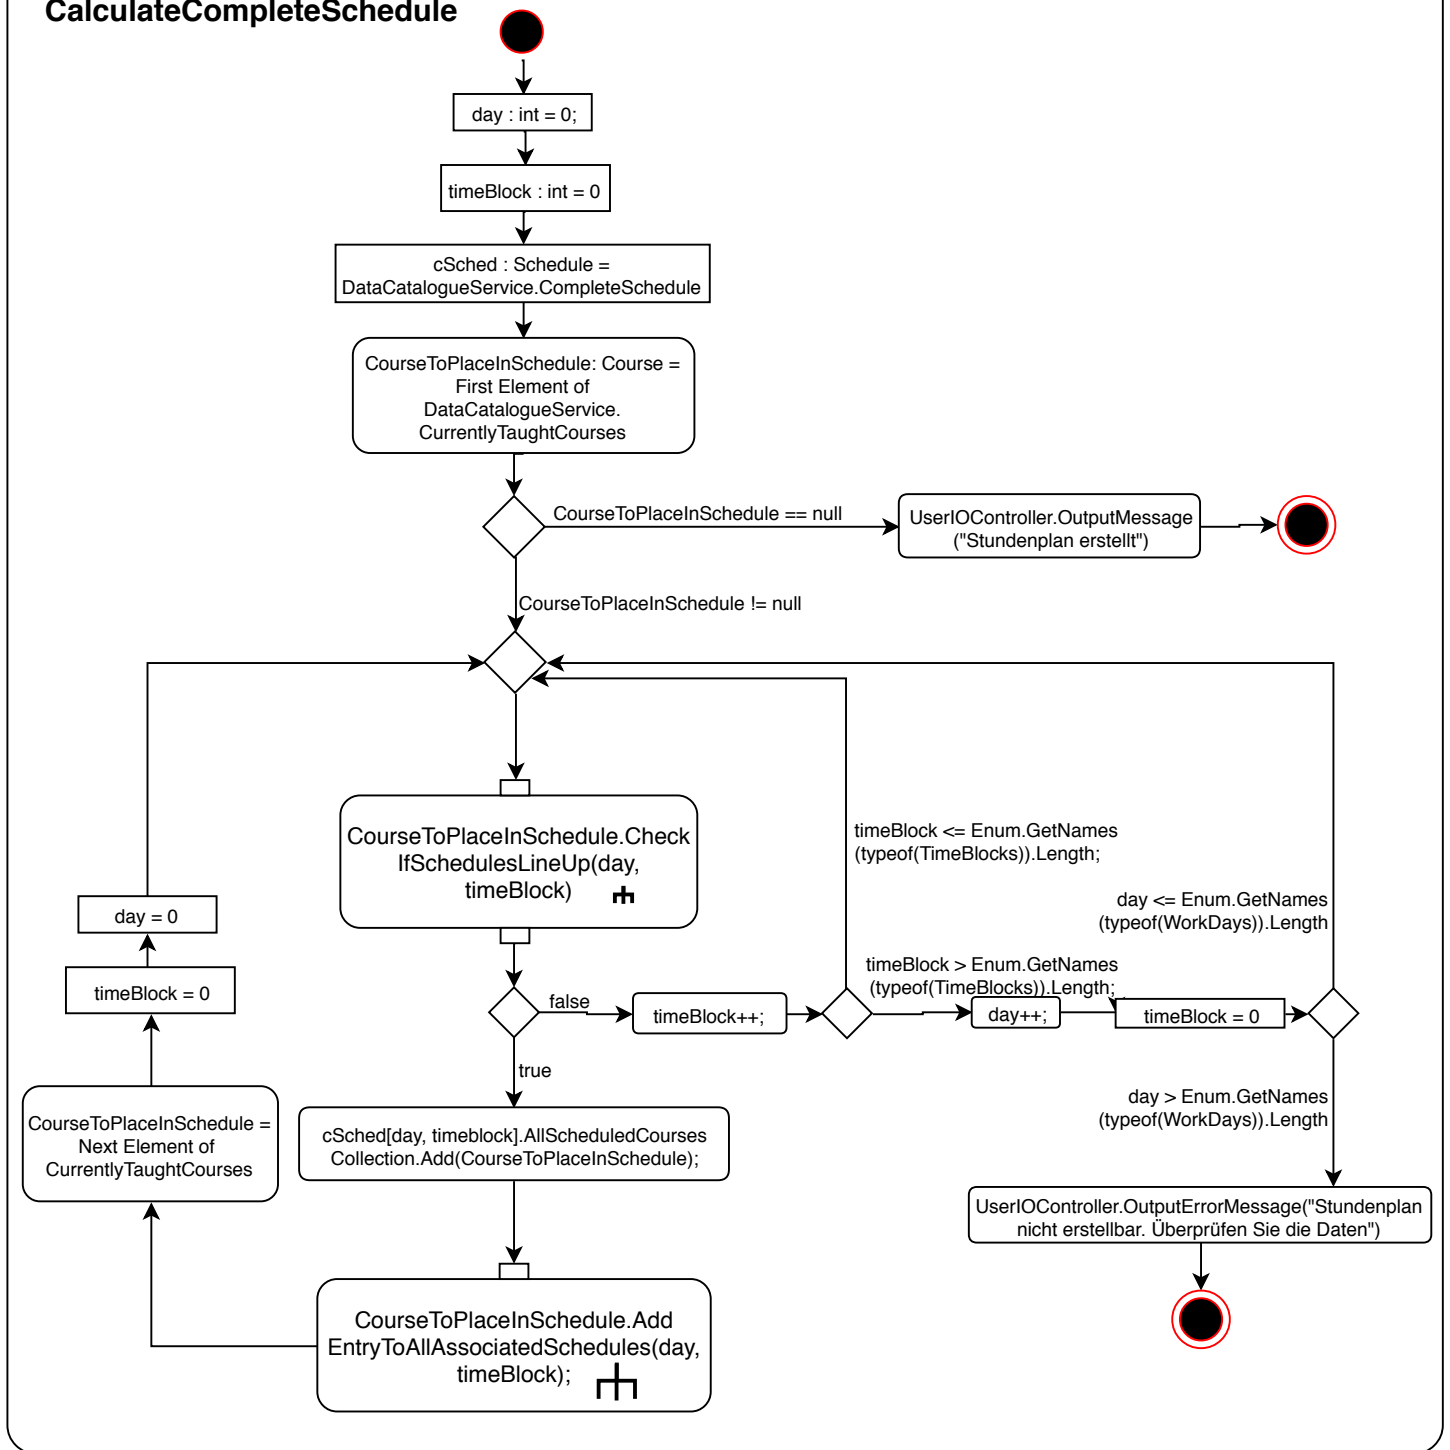 CalculateCompleteSchedule
day : int = 0;
timeBlock : int = 0
cSched : Schedule =
DataCatalogueService.CompleteSchedule
CourseToPlaceInSchedule: Course =
First Element of
DataCatalogueService.
CurrentlyTaughtCourses
CourseToPlaceInSchedule == null
UserIOController.OutputMessage
("Stundenplan erstellt")
CourseToPlaceInSchedule != null
CourseToPlaceInSchedule.Check
IfSchedulesLineUp(day,
timeBlock)
timeBlock <= Enum.GetNames
(typeof(TimeBlocks)).Length;
day <= Enum.GetNames
(typeof(WorkDays)).Length
day = 0
timeBlock = 0
timeBlock > Enum.GetNames
(typeof(TimeBlocks)).Length;
false
timeBlock++;
day++;
timeBlock = 0
true
day > Enum.GetNames
(typeof(WorkDays)).Length
CourseToPlaceInSchedule =
Next Element of
CurrentlyTaughtCourses
cSched[day, timeblock].AllScheduledCourses
Collection.Add(CourseToPlaceInSchedule);
UserIOController.OutputErrorMessage("Stundenplan
nicht erstellbar. Überprüfen Sie die Daten")
CourseToPlaceInSchedule.Add
EntryToAllAssociatedSchedules(day,
timeBlock);